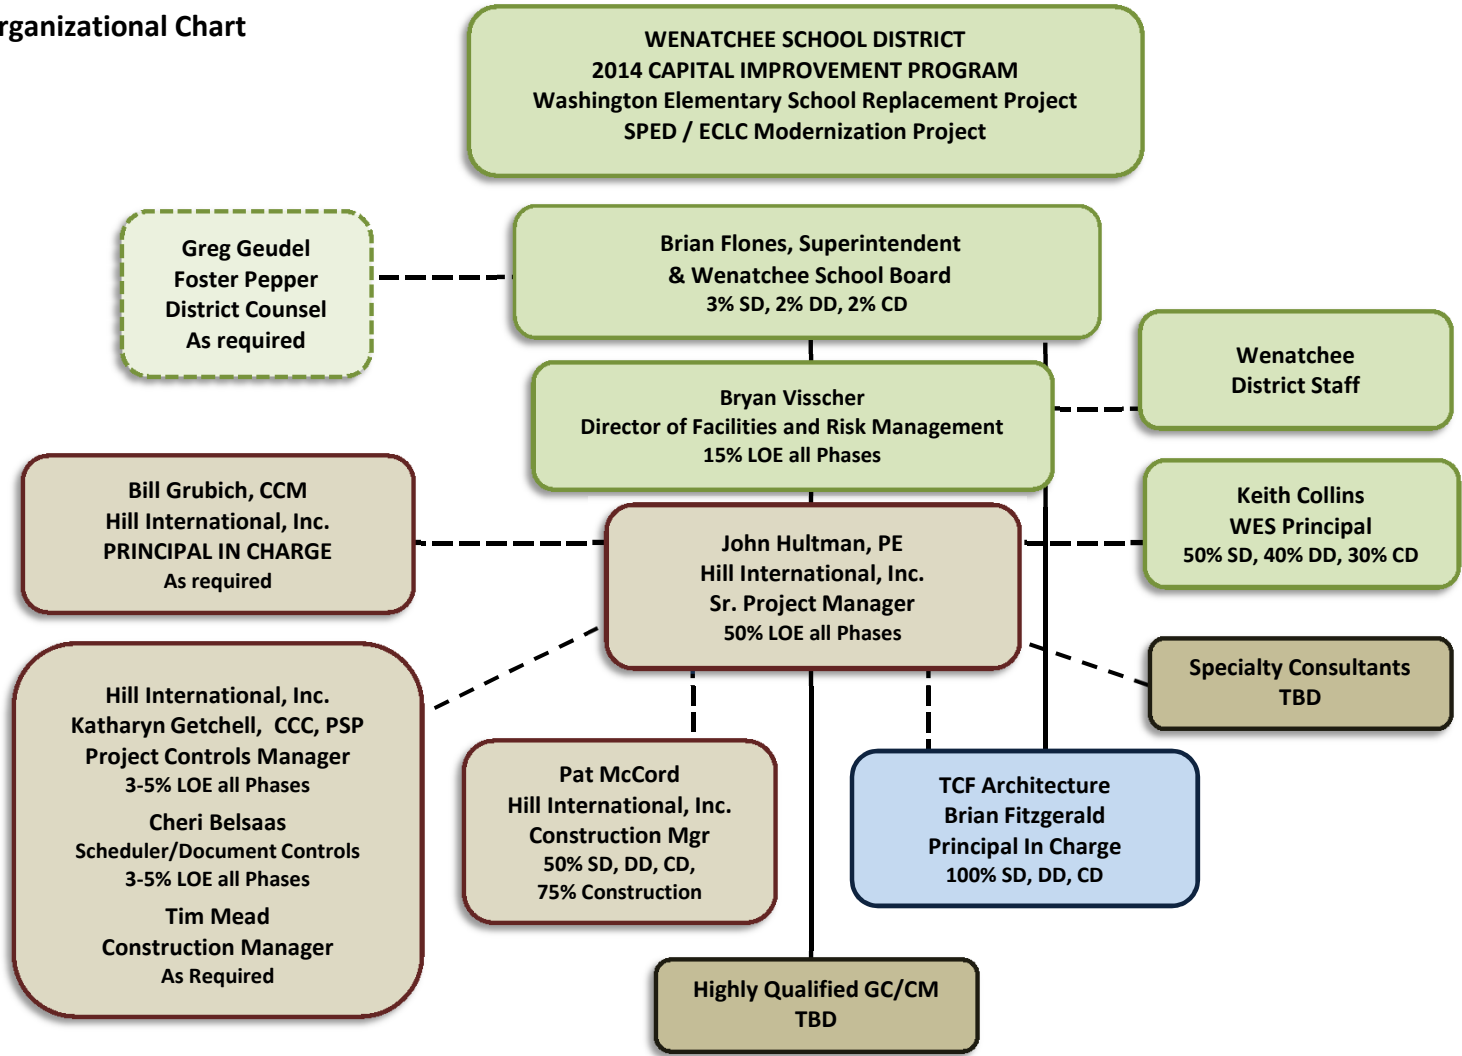 rganizational Chart
WENATCHEE SCHOOL DISTRICT
2014 CAPITAL IMPROVEMENT PROGRAM
Washington Elementary School Replacement Project
SPED / ECLC Modernization Project
Greg Geudel
Foster Pepper
District Counsel
As required
Brian Flones, Superintendent
& Wenatchee School Board
3% SD, 2% DD, 2% CD
Wenatchee
District Staff
Bryan Visscher
Director of Facilities and Risk Management
15% LOE all Phases
Bill Grubich, CCM
Hill International, Inc.
PRINCIPAL IN CHARGE
As required
John Hultman, PE
Hill International, Inc.
Sr. Project Manager
50% LOE all Phases
Keith Collins
WES Principal
50% SD, 40% DD, 30% CD
Specialty Consultants
TBD
Hill International, Inc.
Katharyn Getchell, CCC, PSP
Project Controls Manager
3-5% LOE all Phases
Cheri Belsaas
Scheduler/Document Controls
3-5% LOE all Phases
Tim Mead
Construction Manager
As Required
Pat McCord
Hill International, Inc.
Construction Mgr
50% SD, DD, CD,
75% Construction
TCF Architecture
Brian Fitzgerald
Principal In Charge
100% SD, DD, CD
Highly Qualified GC/CM
TBD